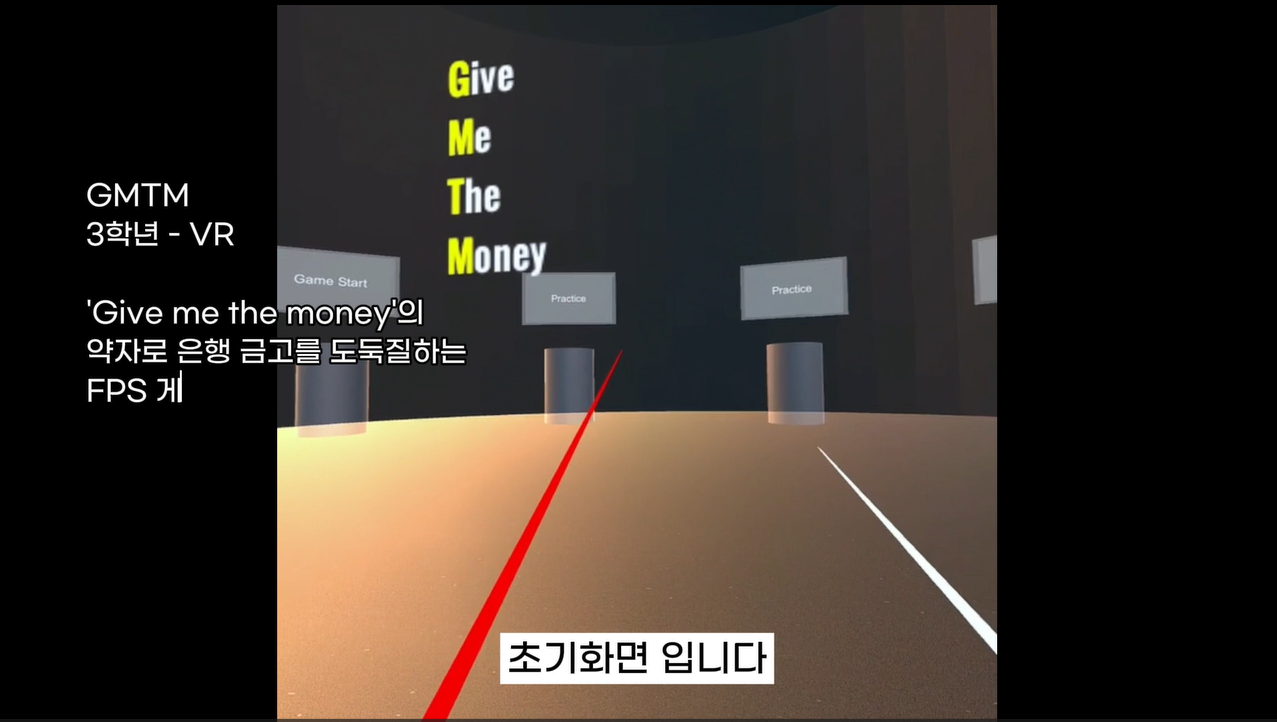 Give
Me
The
Money
GMTM
3학년 - VR
Game Start
Practice
Practice
'Give me the money'의
약자로 은행 금고를 도둑질하는
FPS 게
초기화면 입니다